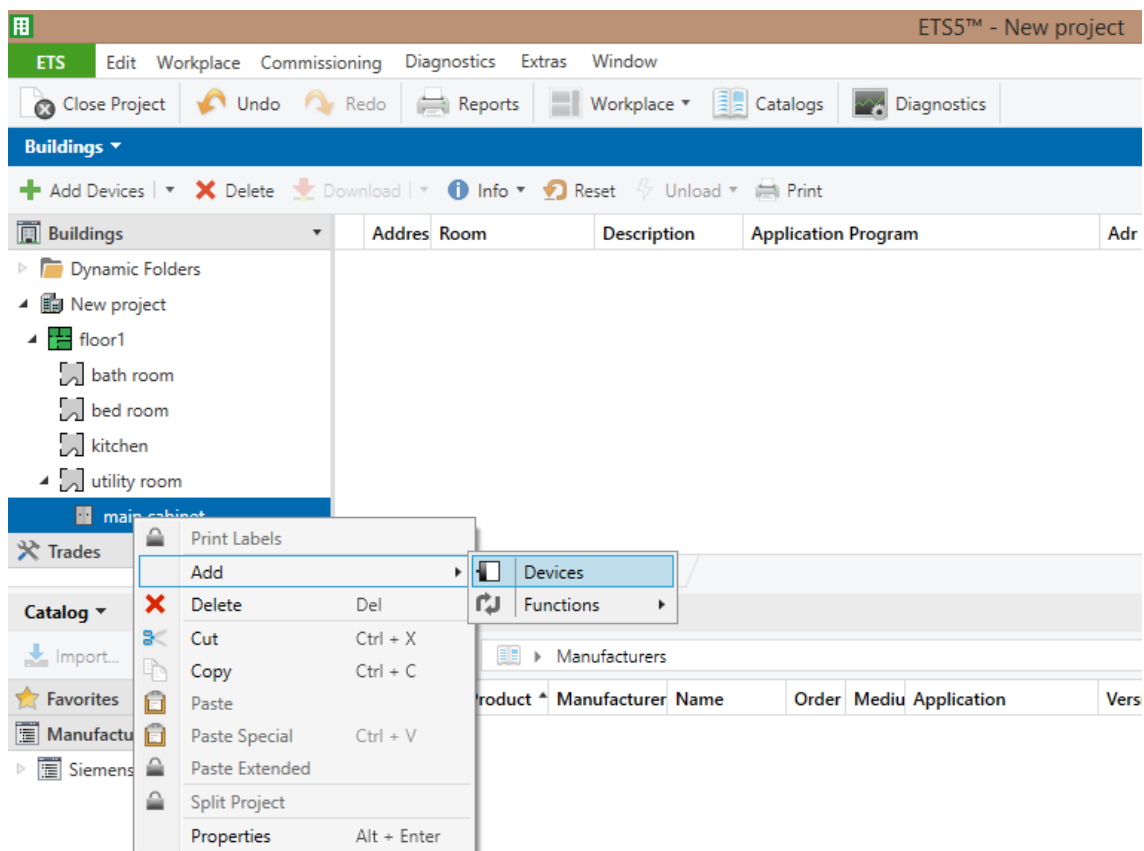 ETS5™ - New project
ETS Edit Workplace Commissioning Diagnostics Extras Window
Close Project Undo Redo Reports Workplace Catalogs Diagnostics
Buildings
Add Devices Delete Download Info Reset Unload Print
Buildings Addres Room Description Application Program Adr
Dynamic Folders
New project
floor1
bath room
bed room
kitchen
utility room
main cabinet
Print Labels
Trades
Add Devices
Catalog Delete Del Functions
Cut Ctrl + X
Import... Manufacturers
Copy Ctrl + C
Favorites Paste Product Manufacturer Name Order Mediu Application Vers
Manufactu Paste Special Ctrl + V
Siemens Paste Extended
Split Project
Properties Alt + Enter